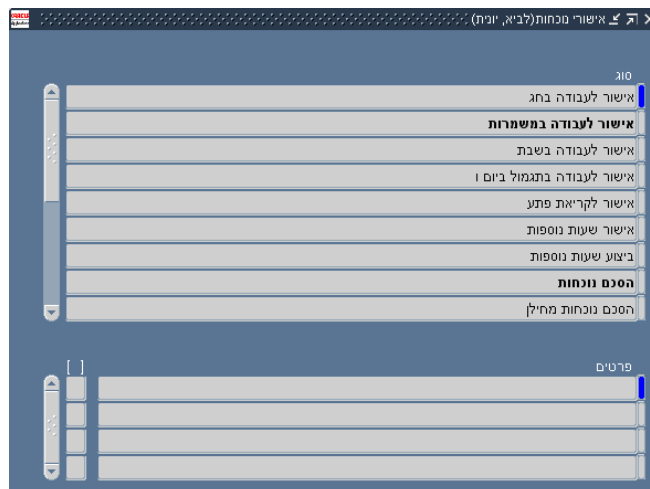 אישורי נוכחות(לביא, יונית)
סוג
אישור לעבודה בחג
אישור לעבודה במשמרות
אישור לעבודה בשבת
אישור לעבודה בתגמול ביום ו
אישור לקריאת פתע
אישור שעות נוספות
ביצוע שעות נוספות
הסכם נוכחות
הסכם נוכחות מחילן
פרטים [ ]